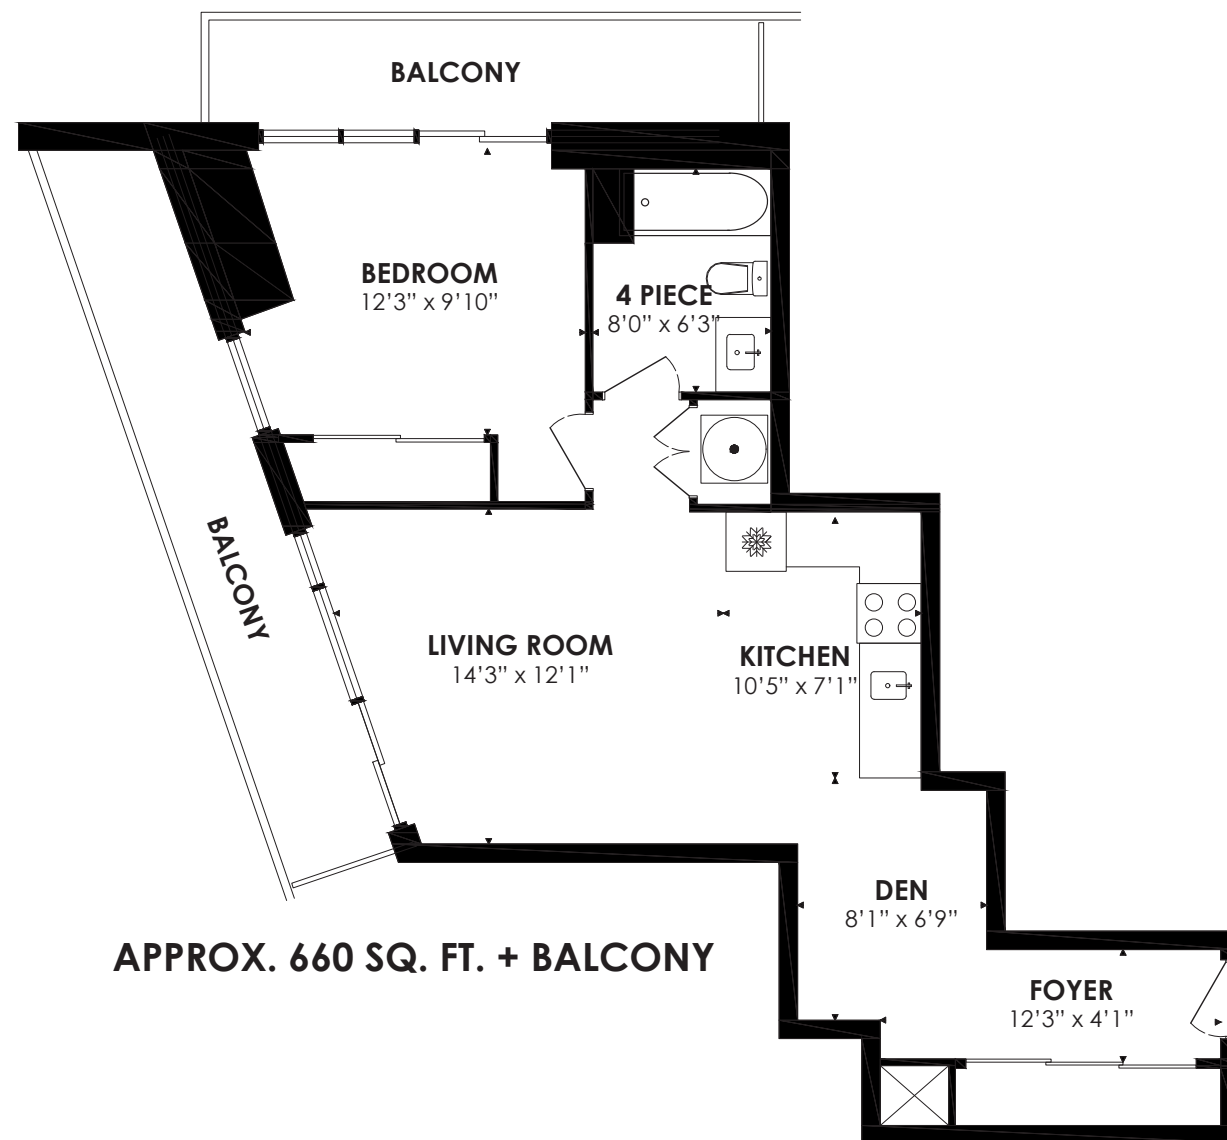 BALCONY
BEDROOM
12’3” x 9’10”
4 PIECE
8’0” x 6’3”
BALCONY
LIVING ROOM
14’3” x 12’1”
KITCHEN
10’5” x 7’1”
DEN
8’1” x 6’9”
APPROX. 660 SQ. FT. + BALCONY
FOYER
12’3” x 4’1”